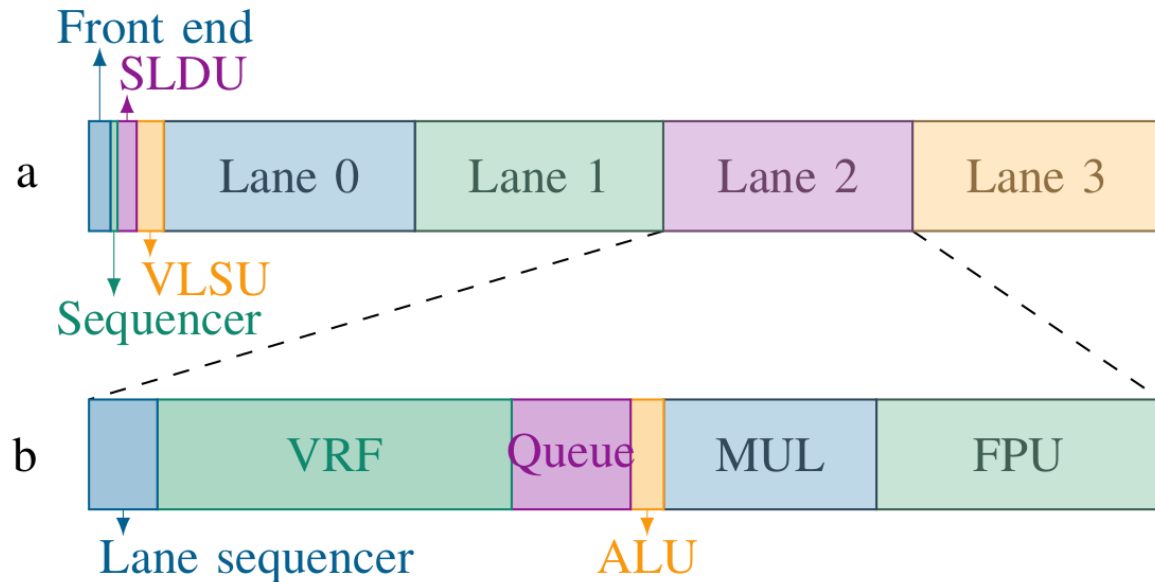 Front end
SLDU
a
Lane 0
Lane 1
Lane 2
Lane 3
VLSU
Sequencer
b
VRF
Queue
MUL
FPU
Lane sequencer
ALU